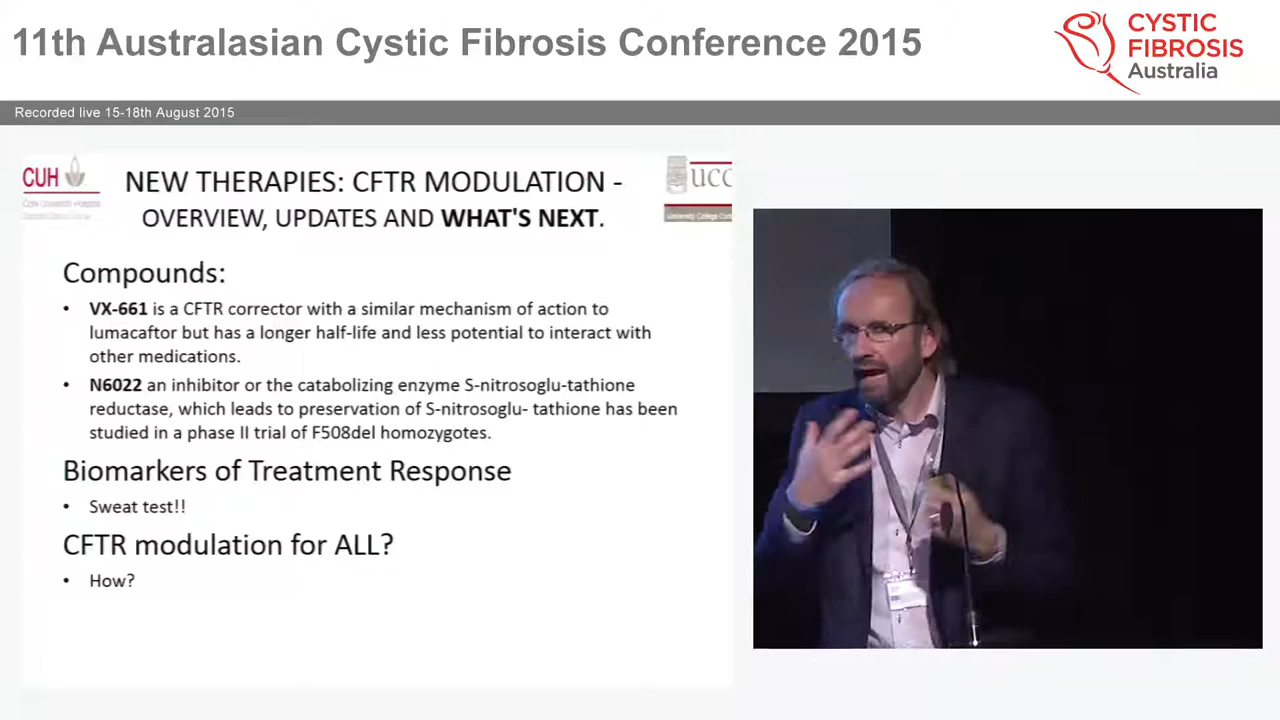 11th Australasian Cystic Fibrosis Conference 2015
CYSTIC
FIBROSIS
Australia
Recorded live 15-18th August 2015
CUH
ucc
University College
NEW THERAPIES: CFTR MODULATION -
OVERVIEW, UPDATES AND WHAT'S NEXT.
Compounds:
• VX-661 is a CFTR corrector with a similar mechanism of action to
lumacaftor but has a longer half-life and less potential to interact with
other medications.
• N6022 an inhibitor or the catabolizing enzyme S-nitrosoglu-tathione
reductase, which leads to preservation of S-nitrosoglu- tathione has been
studied in a phase II trial of F508del homozygotes.
Biomarkers of Treatment Response
• Sweat test!!
CFTR modulation for ALL?
• How?